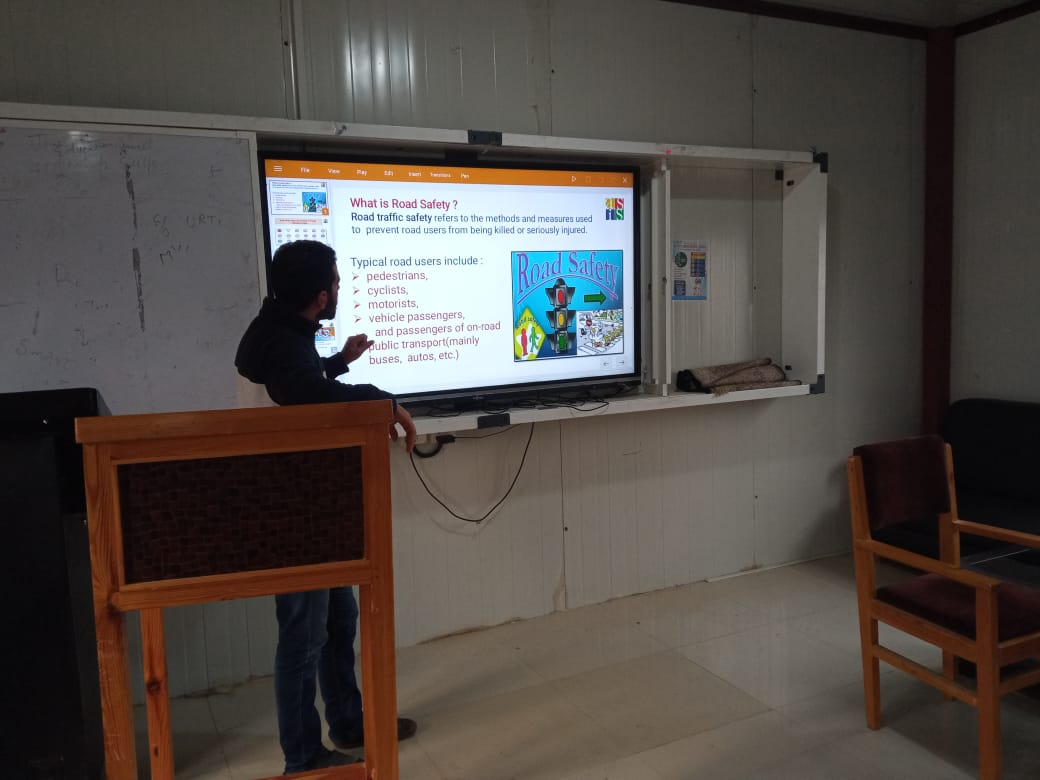 File View Play Edit Insert Transitions Pen
What is Road Safety ?
Road traffic safety refers to the methods and measures used
to prevent road users from being killed or seriously injured.
Typical road users include :
➢ pedestrians,
➢ cyclists,
➢ motorists,
➢ vehicle passengers,
and passengers of on-road
public transport(mainly
buses, autos, etc.)
Road Safety
URTI